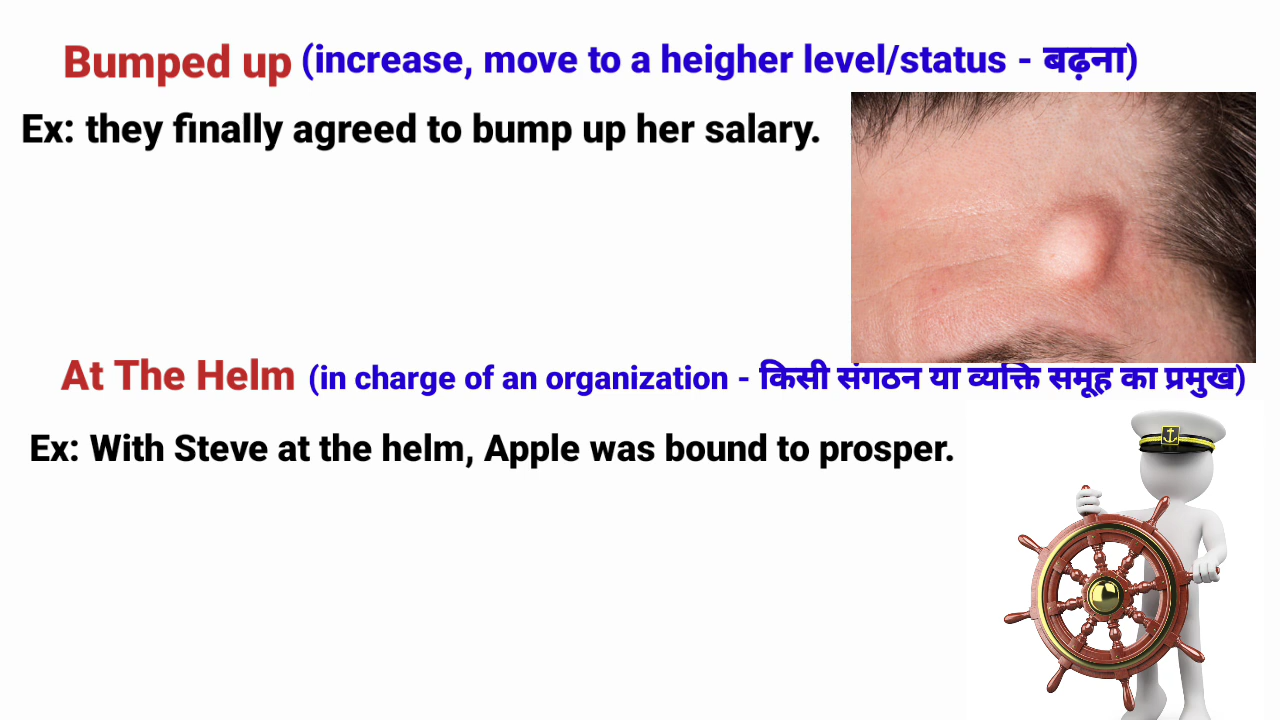 Bumped up (increase, move to a heigher level/status - बढ़ना)
Ex: they finally agreed to bump up her salary.
At The Helm (in charge of an organization - किसी संगठन या व्यक्ति समूह का प्रमुख)
Ex: With Steve at the helm, Apple was bound to prosper.